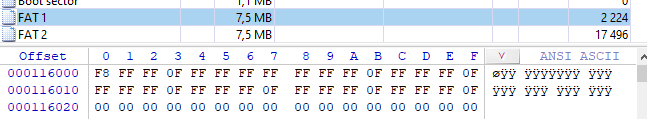 Boot sector 1,1 MB 0
FAT 1 7,5 MB 2 224
FAT 2 7,5 MB 17 496
Offset 0 1 2 3 4 5 6 7 8 9 A B C D E F ANSI ASCII
000116000 F8 FF FF 0F FF FF FF FF FF FF FF 0F FF FF FF 0F øÿÿ ÿÿÿÿÿÿÿ ÿÿÿ
000116010 FF FF FF 0F FF FF FF 0F FF FF FF 0F FF FF FF 0F ÿÿÿ ÿÿÿ ÿÿÿ ÿÿÿ
000116020 00 00 00 00 00 00 00 00 00 00 00 00 00 00 00 00